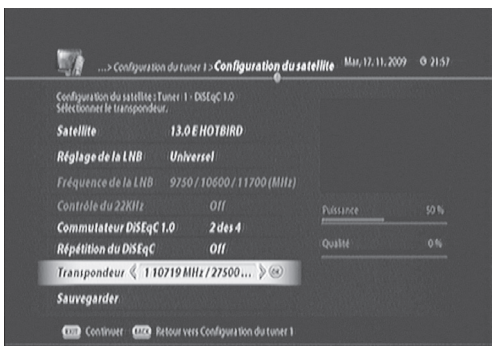 ...> Configuration du tuner 1 > Configuration du satellite Mar, 17. 11. 2009 21:57
Configuration du satellite : Tuner 1 - DiSEqC 1.0
Sélectionner le transpondeur.
Satellite 13.0 E HOTBIRD
Réglage de la LNB Universel
Fréquence de la LNB 9750 / 10600 / 11700 (MHz)
Contrôle du 22KHz Off
Commutateur DiSEqC 1.0 2 des 4
Répétition du DiSEqC Off
Transpondeur 1 10719 MHz / 27500... OK
Sauvegarder
Puissance 50 %
Qualité 0 %
EXIT Continuer BACK Retour vers Configuration du tuner 1